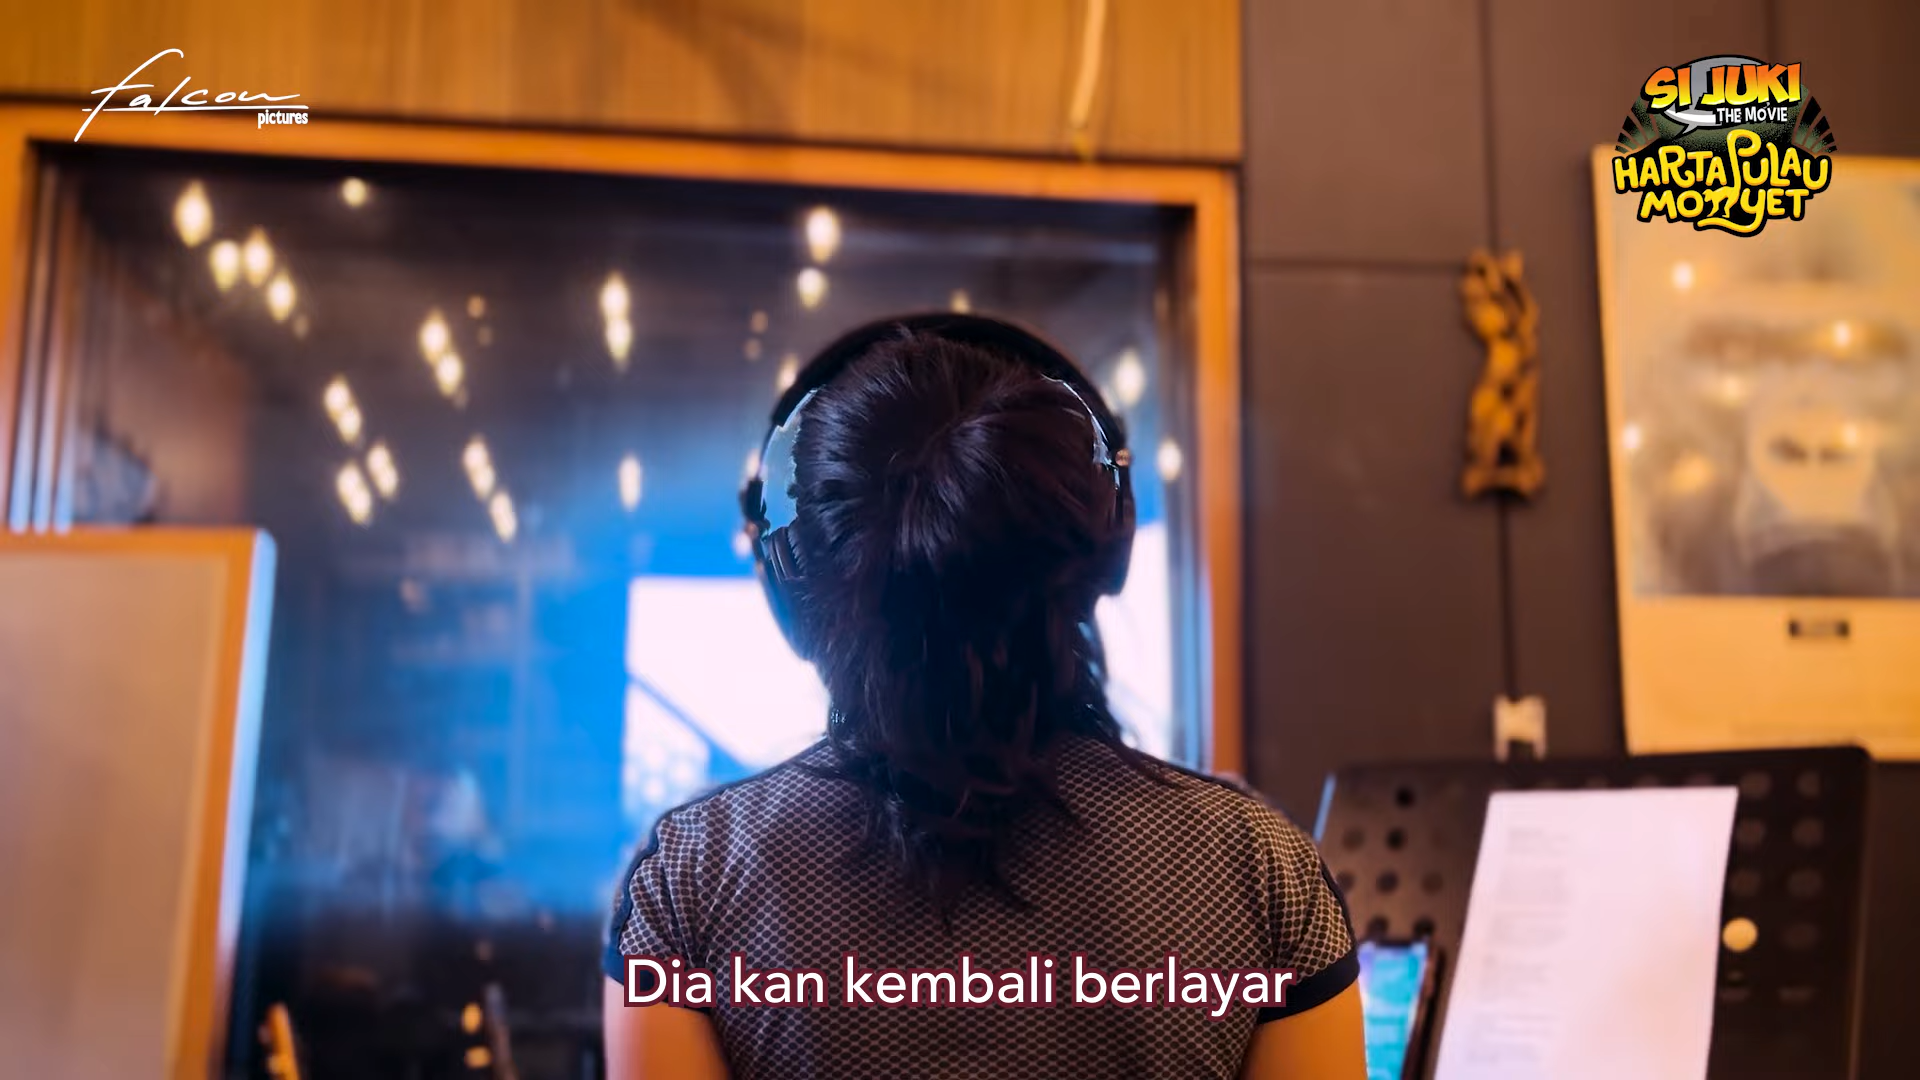 Falcon
pictures
SI JUKI
THE MOVIE
HARTA PULAU
MONYET
Dia kan kembali berlayar